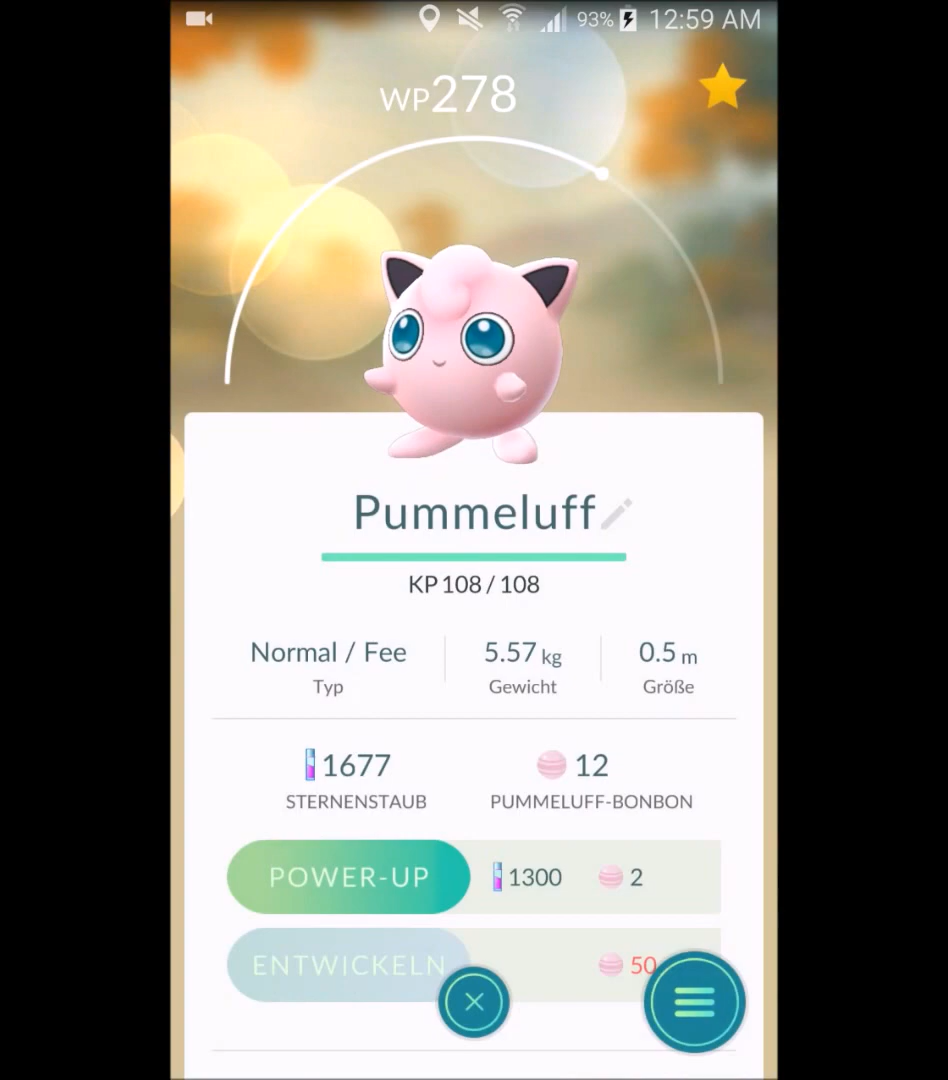 93% 12:59 AM
WP278
Pummeluff
KP 108 / 108
Normal / Fee 5.57 kg 0.5 m
Typ Gewicht Größe
1677 12
STERNENSTAUB PUMMELUFF-BONBON
POWER-UP 1300 2
ENTWICKELN 50